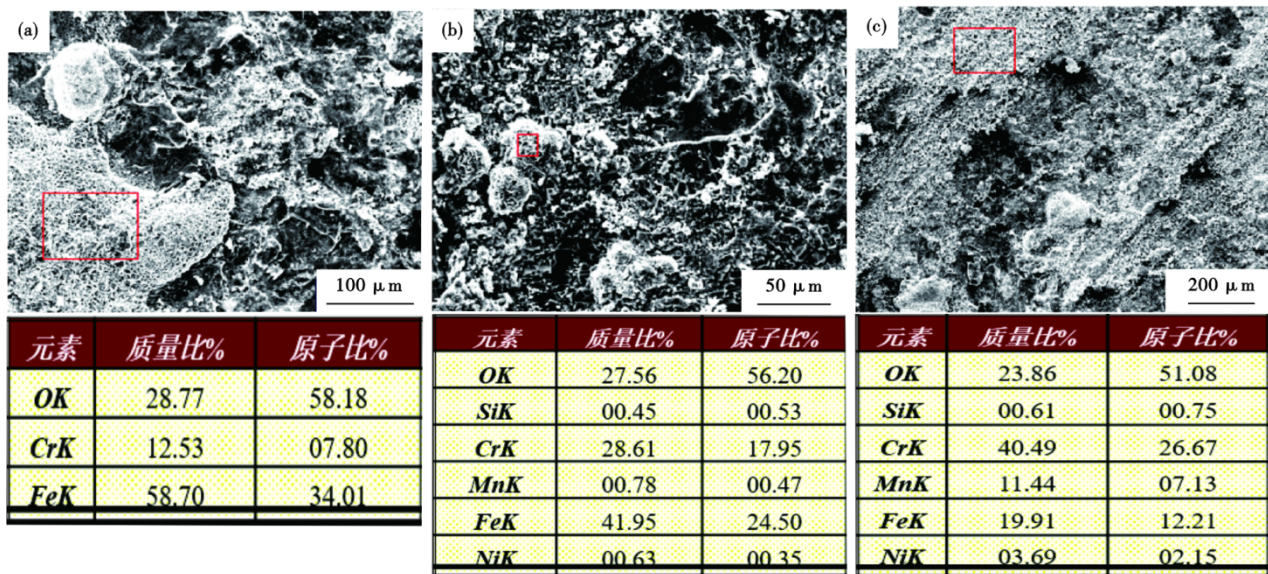 (a)
(b)
(c)
100 μm
50 μm
200 μm
元素 质量比% 原子比%
OK 28.77 58.18
CrK 12.53 07.80
FeK 58.70 34.01
元素 质量比% 原子比%
OK 27.56 56.20
SiK 00.45 00.53
CrK 28.61 17.95
MnK 00.78 00.47
FeK 41.95 24.50
NiK 00.63 00.35
元素 质量比% 原子比%
OK 23.86 51.08
SiK 00.61 00.75
CrK 40.49 26.67
MnK 11.44 07.13
FeK 19.91 12.21
NiK 03.69 02.15